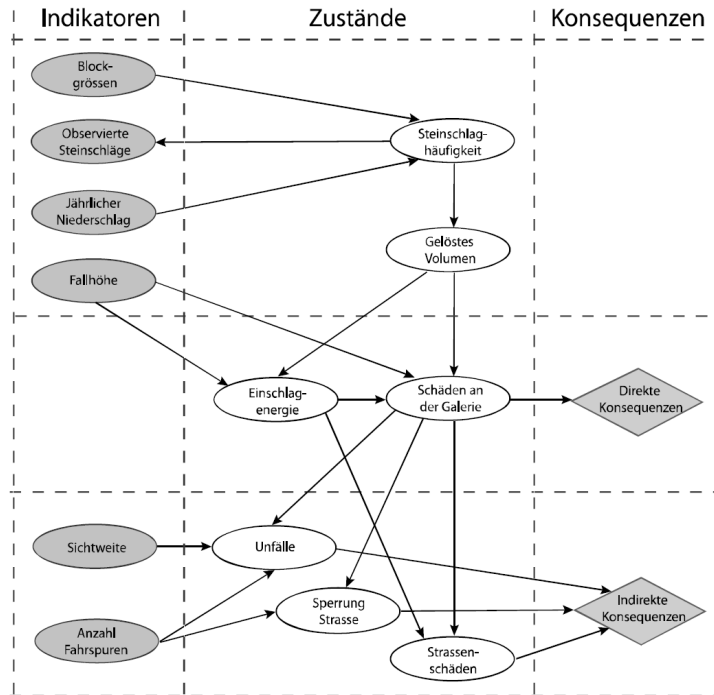 Indikatoren
Zustände
Konsequenzen
Block-
grössen
Observierte
Steinschläge
Steinschlag-
häufigkeit
Jährlicher
Niederschlag
Gelöstes
Volumen
Fallhöhe
Einschlag-
energie
Schäden an
der Galerie
Direkte
Konsequenzen
Sichtweite
Unfälle
Sperrung
Strasse
Indirekte
Konsequenzen
Anzahl
Fahrspuren
Strassen-
schäden